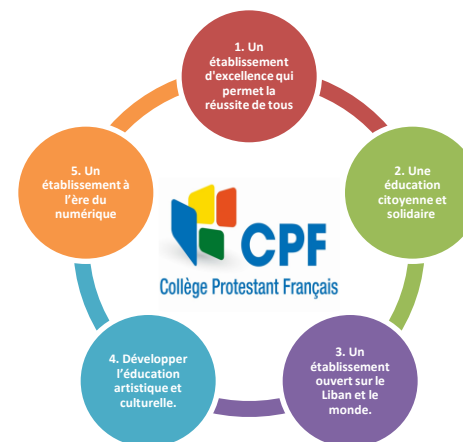 1. Un
établissement
d'excellence qui
permet la
réussite de tous
2. Une
éducation
citoyenne et
solidaire
3. Un
établissement
ouvert sur le
Liban et le
monde.
4. Développer
l'éducation
artistique et
culturelle.
5. Un
établissement à
l'ère du
numérique
CPF
Collège Protestant Français